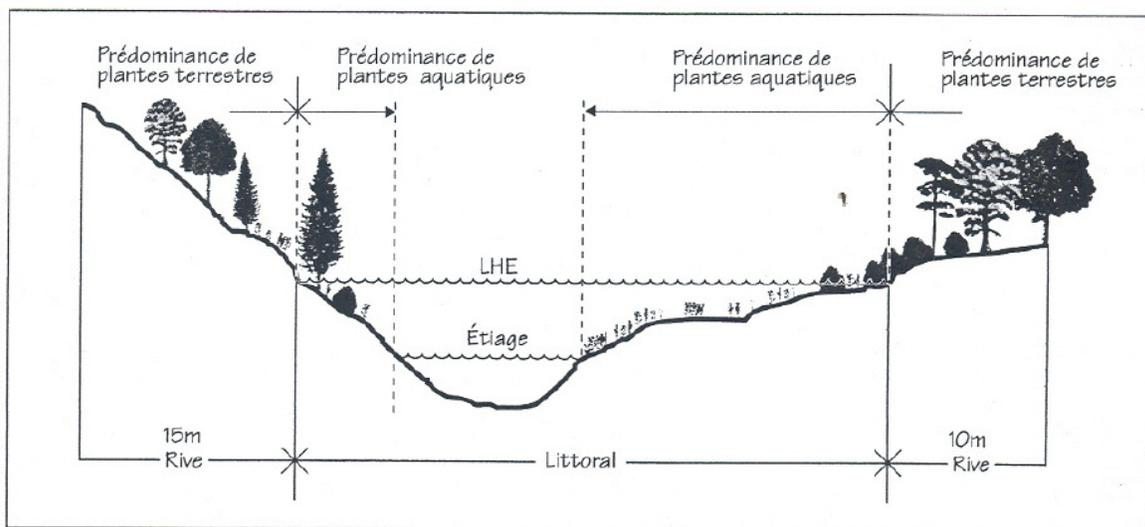 Prédominance de
plantes terrestres
Prédominance de
plantes aquatiques
Prédominance de
plantes aquatiques
Prédominance de
plantes terrestres
LHE
Étiage
15m
Rive
Littoral
10m
Rive